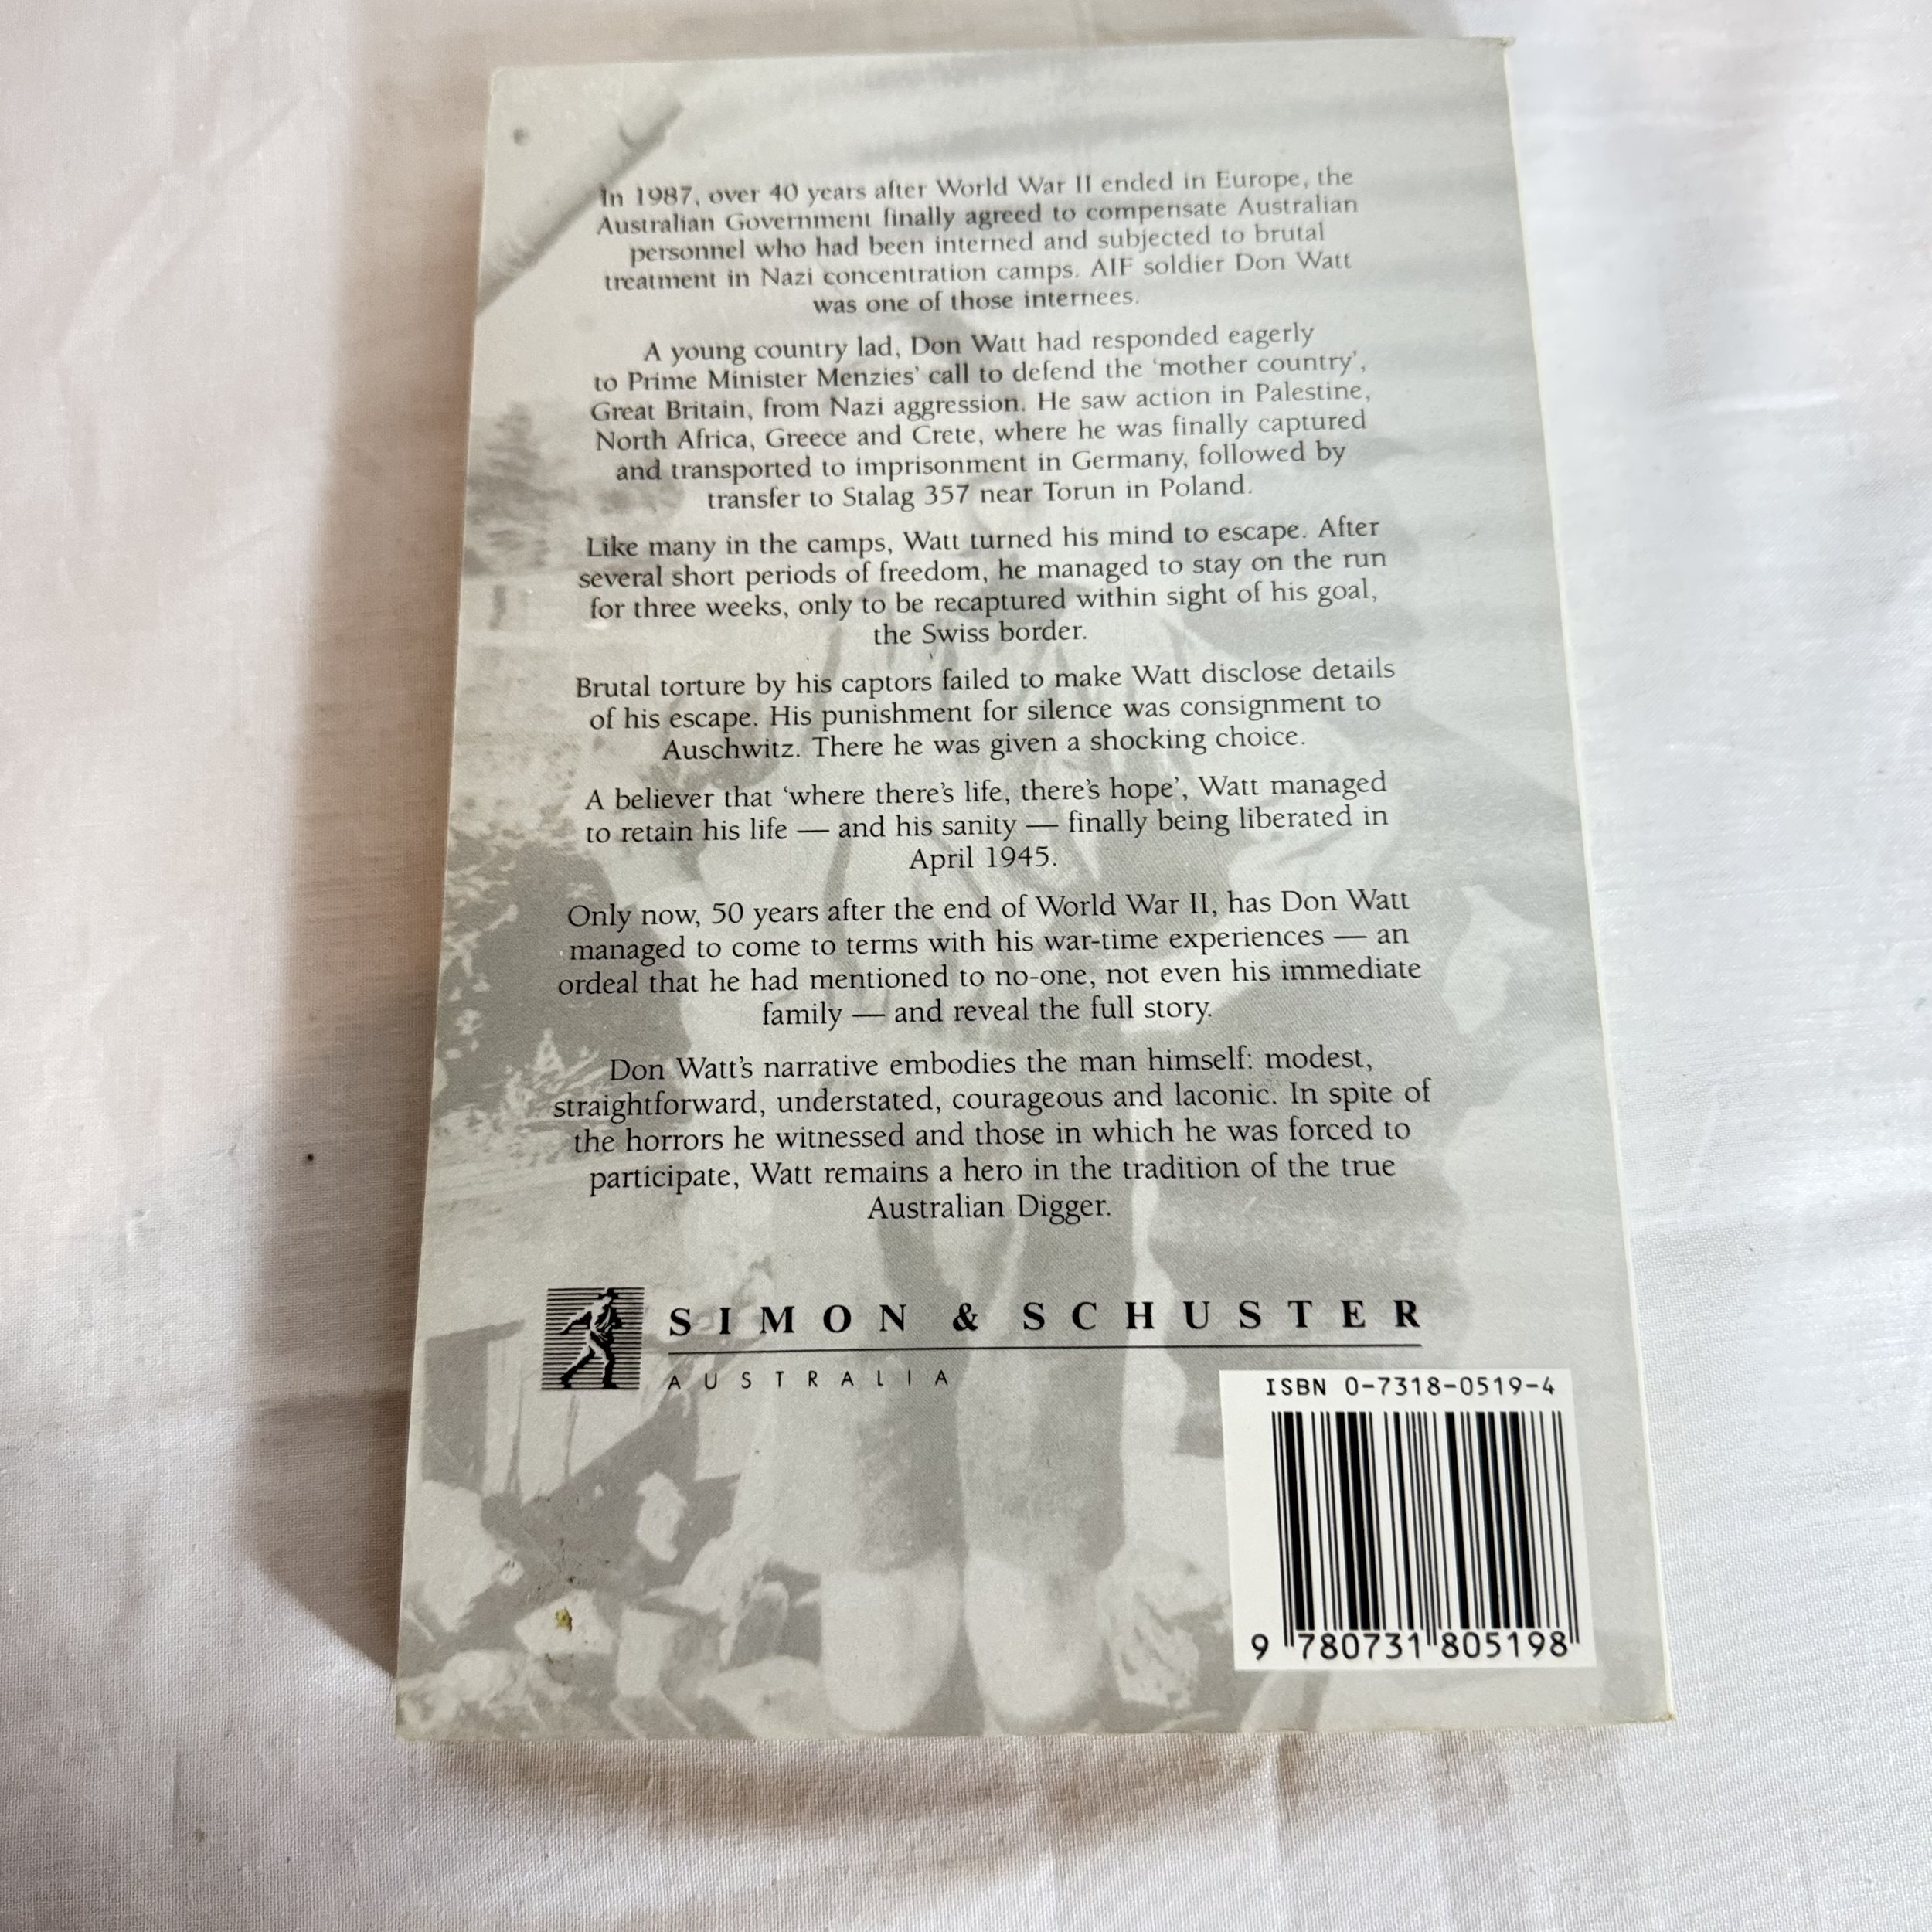 In 1987, over 40 years after World War II ended in Europe, the
Australian Government finally agreed to compensate Australian
personnel who had been interned and subjected to brutal
treatment in Nazi concentration camps. AIF soldier Don Watt
was one of those internees.
A young country lad, Don Watt had responded eagerly
to Prime Minister Menzies' call to defend the 'mother country',
Great Britain, from Nazi aggression. He saw action in Palestine,
North Africa, Greece and Crete, where he was finally captured
and transported to imprisonment in Germany, followed by
transfer to Stalag 357 near Torun in Poland.
Like many in the camps, Watt turned his mind to escape. After
several short periods of freedom, he managed to stay on the run
for three weeks, only to be recaptured within sight of his goal,
the Swiss border.
Brutal torture by his captors failed to make Watt disclose details
of his escape. His punishment for silence was consignment to
Auschwitz. There he was given a shocking choice.
A believer that 'where there's life, there's hope', Watt managed
to retain his life — and his sanity — finally being liberated in
April 1945.
Only now, 50 years after the end of World War II, has Don Watt
managed to come to terms with his war-time experiences — an
ordeal that he had mentioned to no-one, not even his immediate
family — and reveal the full story.
Don Watt's narrative embodies the man himself: modest,
straightforward, understated, courageous and laconic. In spite of
the horrors he witnessed and those in which he was forced to
participate, Watt remains a hero in the tradition of the true
Australian Digger.
SIMON & SCHUSTER
AUSTRALIA
ISBN 0-7318-0519-4
9 780731 805198